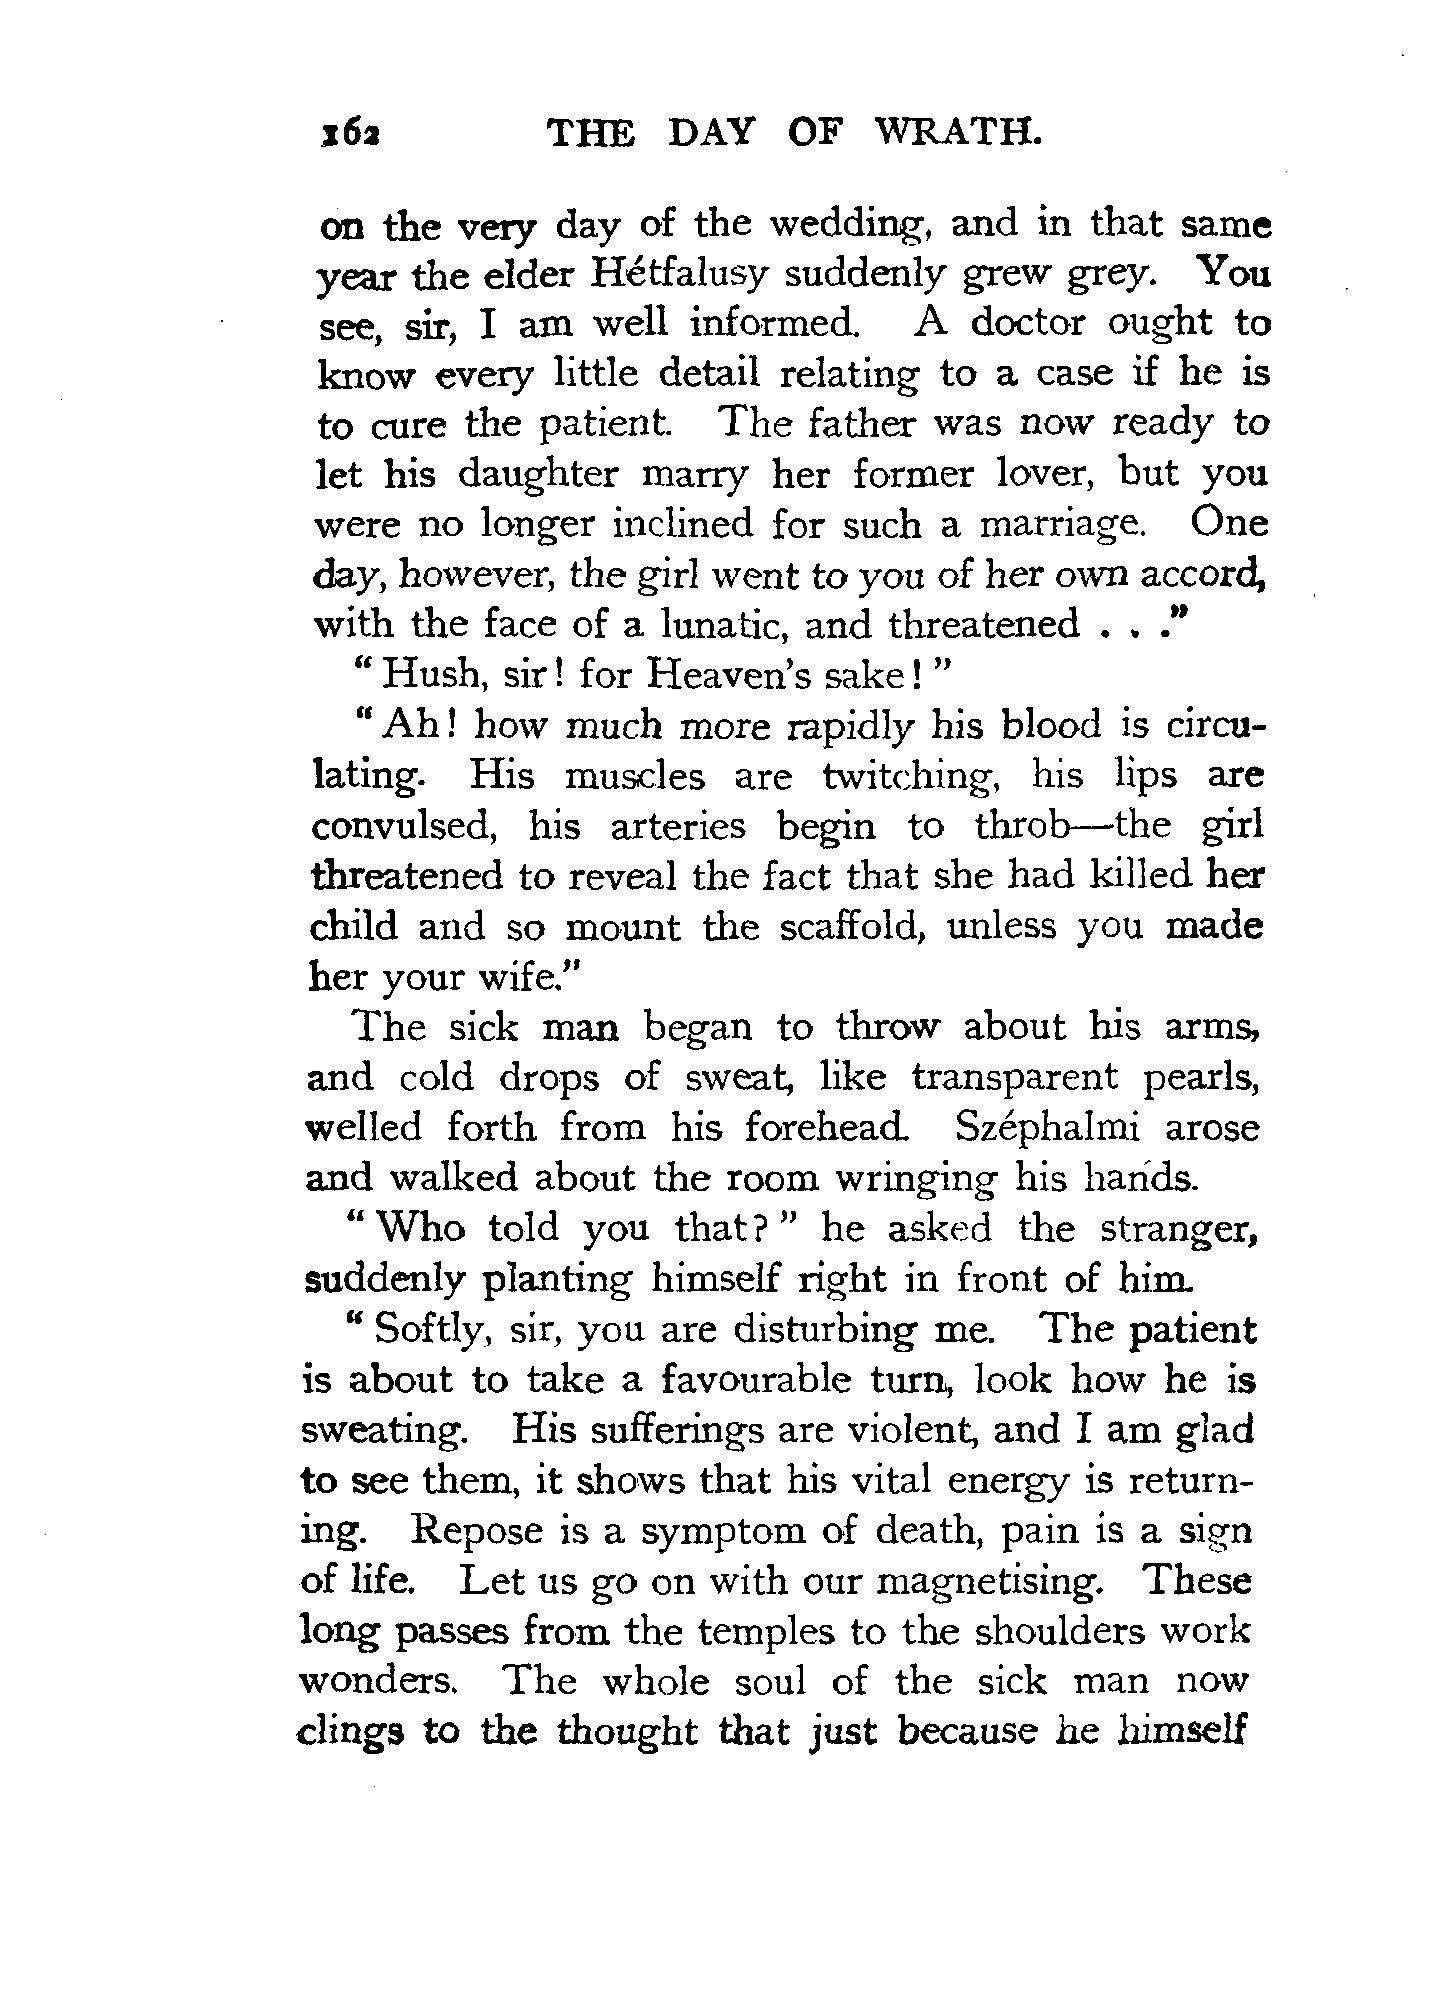 162 THE DAY OF WRATH.
on the very day of the wedding, and in that same
year the elder Hétfalusy suddenly grew grey. You
see, sir, I am well informed. A doctor ought to
know every little detail relating to a case if he is
to cure the patient. The father was now ready to
let his daughter marry her former lover, but you
were no longer inclined for such a marriage. One
day, however, the girl went to you of her own accord,
with the face of a lunatic, and threatened . . ."
"Hush, sir! for Heaven's sake!"
"Ah! how much more rapidly his blood is circu-
lating. His muscles are twitching, his lips are
convulsed, his arteries begin to throb—the girl
threatened to reveal the fact that she had killed her
child and so mount the scaffold, unless you made
her your wife."
The sick man began to throw about his arms,
and cold drops of sweat, like transparent pearls,
welled forth from his forehead. Széphalmi arose
and walked about the room wringing his hands.
"Who told you that?" he asked the stranger,
suddenly planting himself right in front of him.
"Softly, sir, you are disturbing me. The patient
is about to take a favourable turn, look how he is
sweating. His sufferings are violent, and I am glad
to see them, it shows that his vital energy is return-
ing. Repose is a symptom of death, pain is a sign
of life. Let us go on with our magnetising. These
long passes from the temples to the shoulders work
wonders. The whole soul of the sick man now
clings to the thought that just because he himself